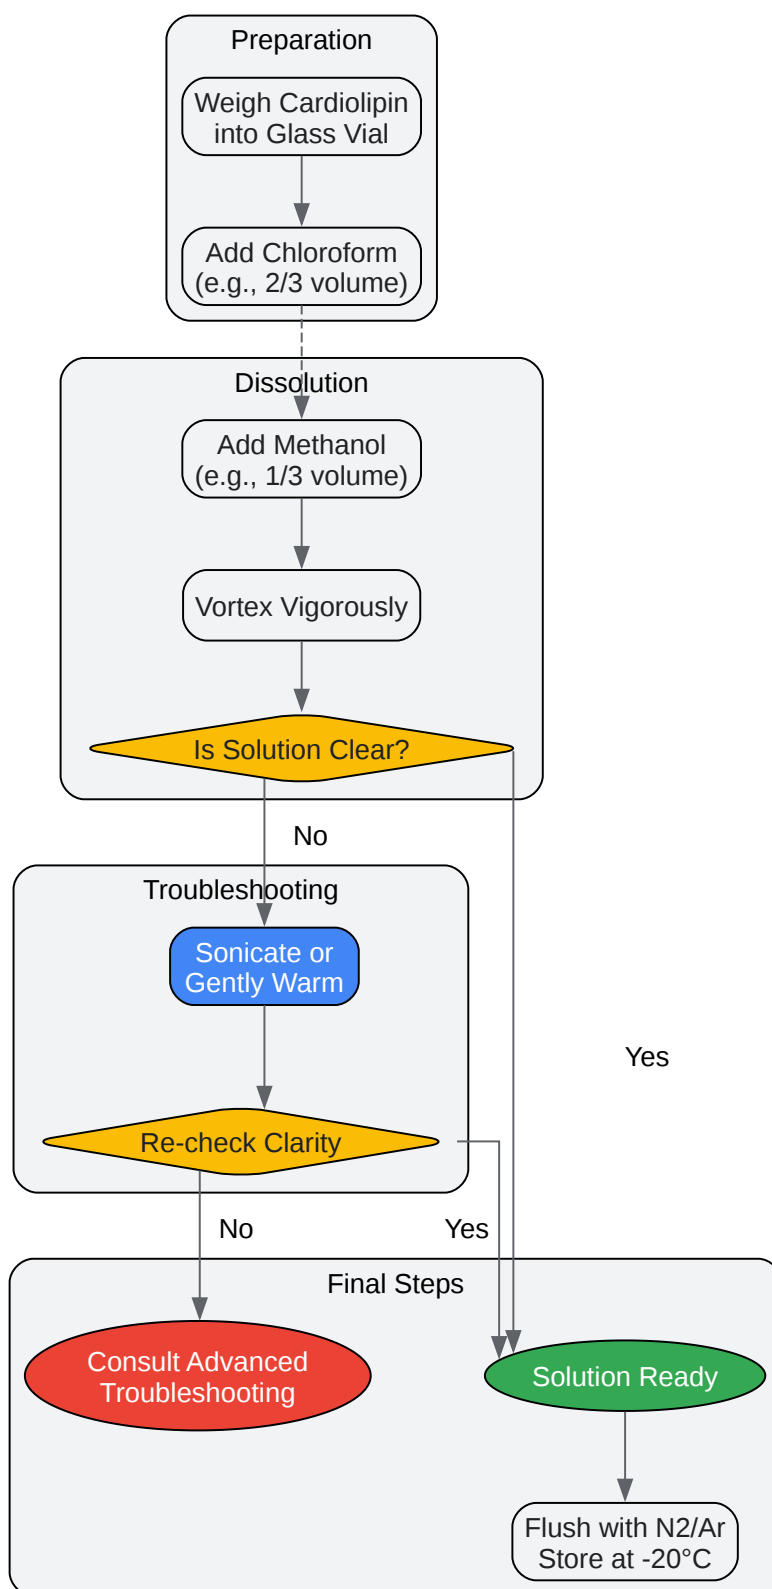 Preparation
Weigh Cardiolipin
into Glass Vial
Add Chloroform
(e.g., 2/3 volume)
Dissolution
Add Methanol
(e.g., 1/3 volume)
Vortex Vigorously
Is Solution Clear?
No
Troubleshooting
Sonicate or
Gently Warm
Yes
Re-check Clarity
No
Yes
Final Steps
Consult Advanced
Troubleshooting
Solution Ready
Flush with N2/Ar
Store at -20°C